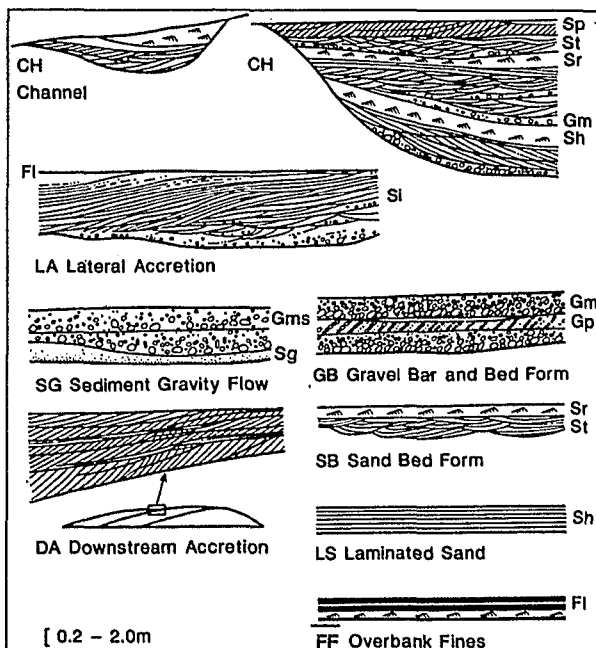 CH
Channel
CH
Sp
St
Sr
Gm
Sh
Fl
Si
LA Lateral Accretion
Gms
Sg
SG Sediment Gravity Flow
Gm
Gp
GB Gravel Bar and Bed Form
Sr
St
SB Sand Bed Form
DA Downstream Accretion
Sh
LS Laminated Sand
Fl
FF Overbank Fines
[ 0.2 – 2.0m